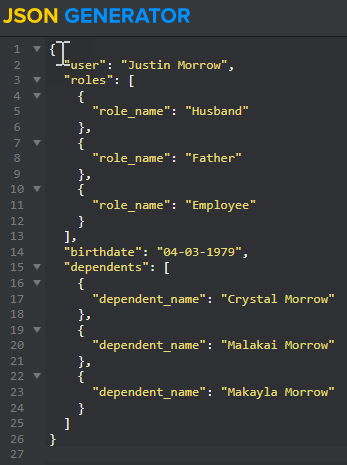 JSON GENERATOR
1 {
2 "user": "Justin Morrow",
3 "roles": [
4 {
5 "role_name": "Husband"
6 },
7 {
8 "role_name": "Father"
9 },
10 {
11 "role_name": "Employee"
12 }
13 ],
14 "birthdate": "04-03-1979",
15 "dependents": [
16 {
17 "dependent_name": "Crystal Morrow"
18 },
19 {
20 "dependent_name": "Malakai Morrow"
21 },
22 {
23 "dependent_name": "Makayla Morrow"
24 }
25 ]
26 }
27